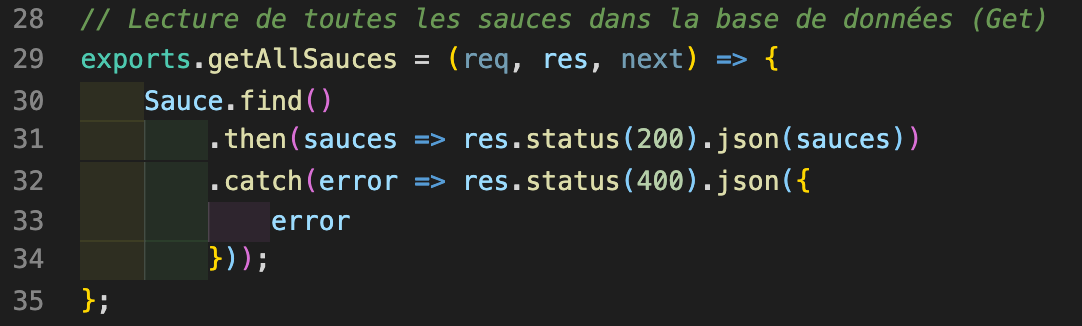 28 // Lecture de toutes les sauces dans la base de données (Get)
29 exports.getAllSauces = (req, res, next) => {
30     Sauce.find()
31         .then(sauces => res.status(200).json(sauces))
32         .catch(error => res.status(400).json({
33             error
34         }));
35 };